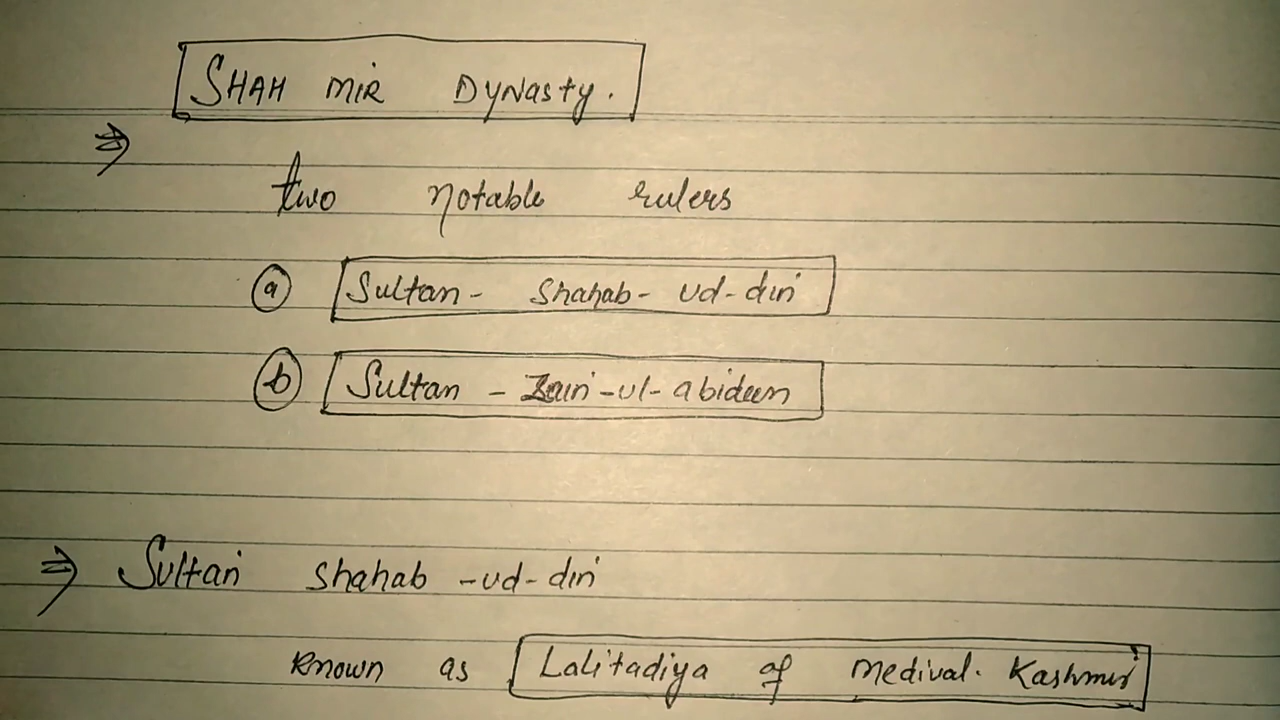 SHAH MIR DYNASTY.
⇒
two notable rulers
(a) Sultan - Shahab - ud - din
(b) Sultan - Zain - ul - abideen
⇒ Sultan Shahab - ud - din
Known as Lalitadiya of medival. Kashmir